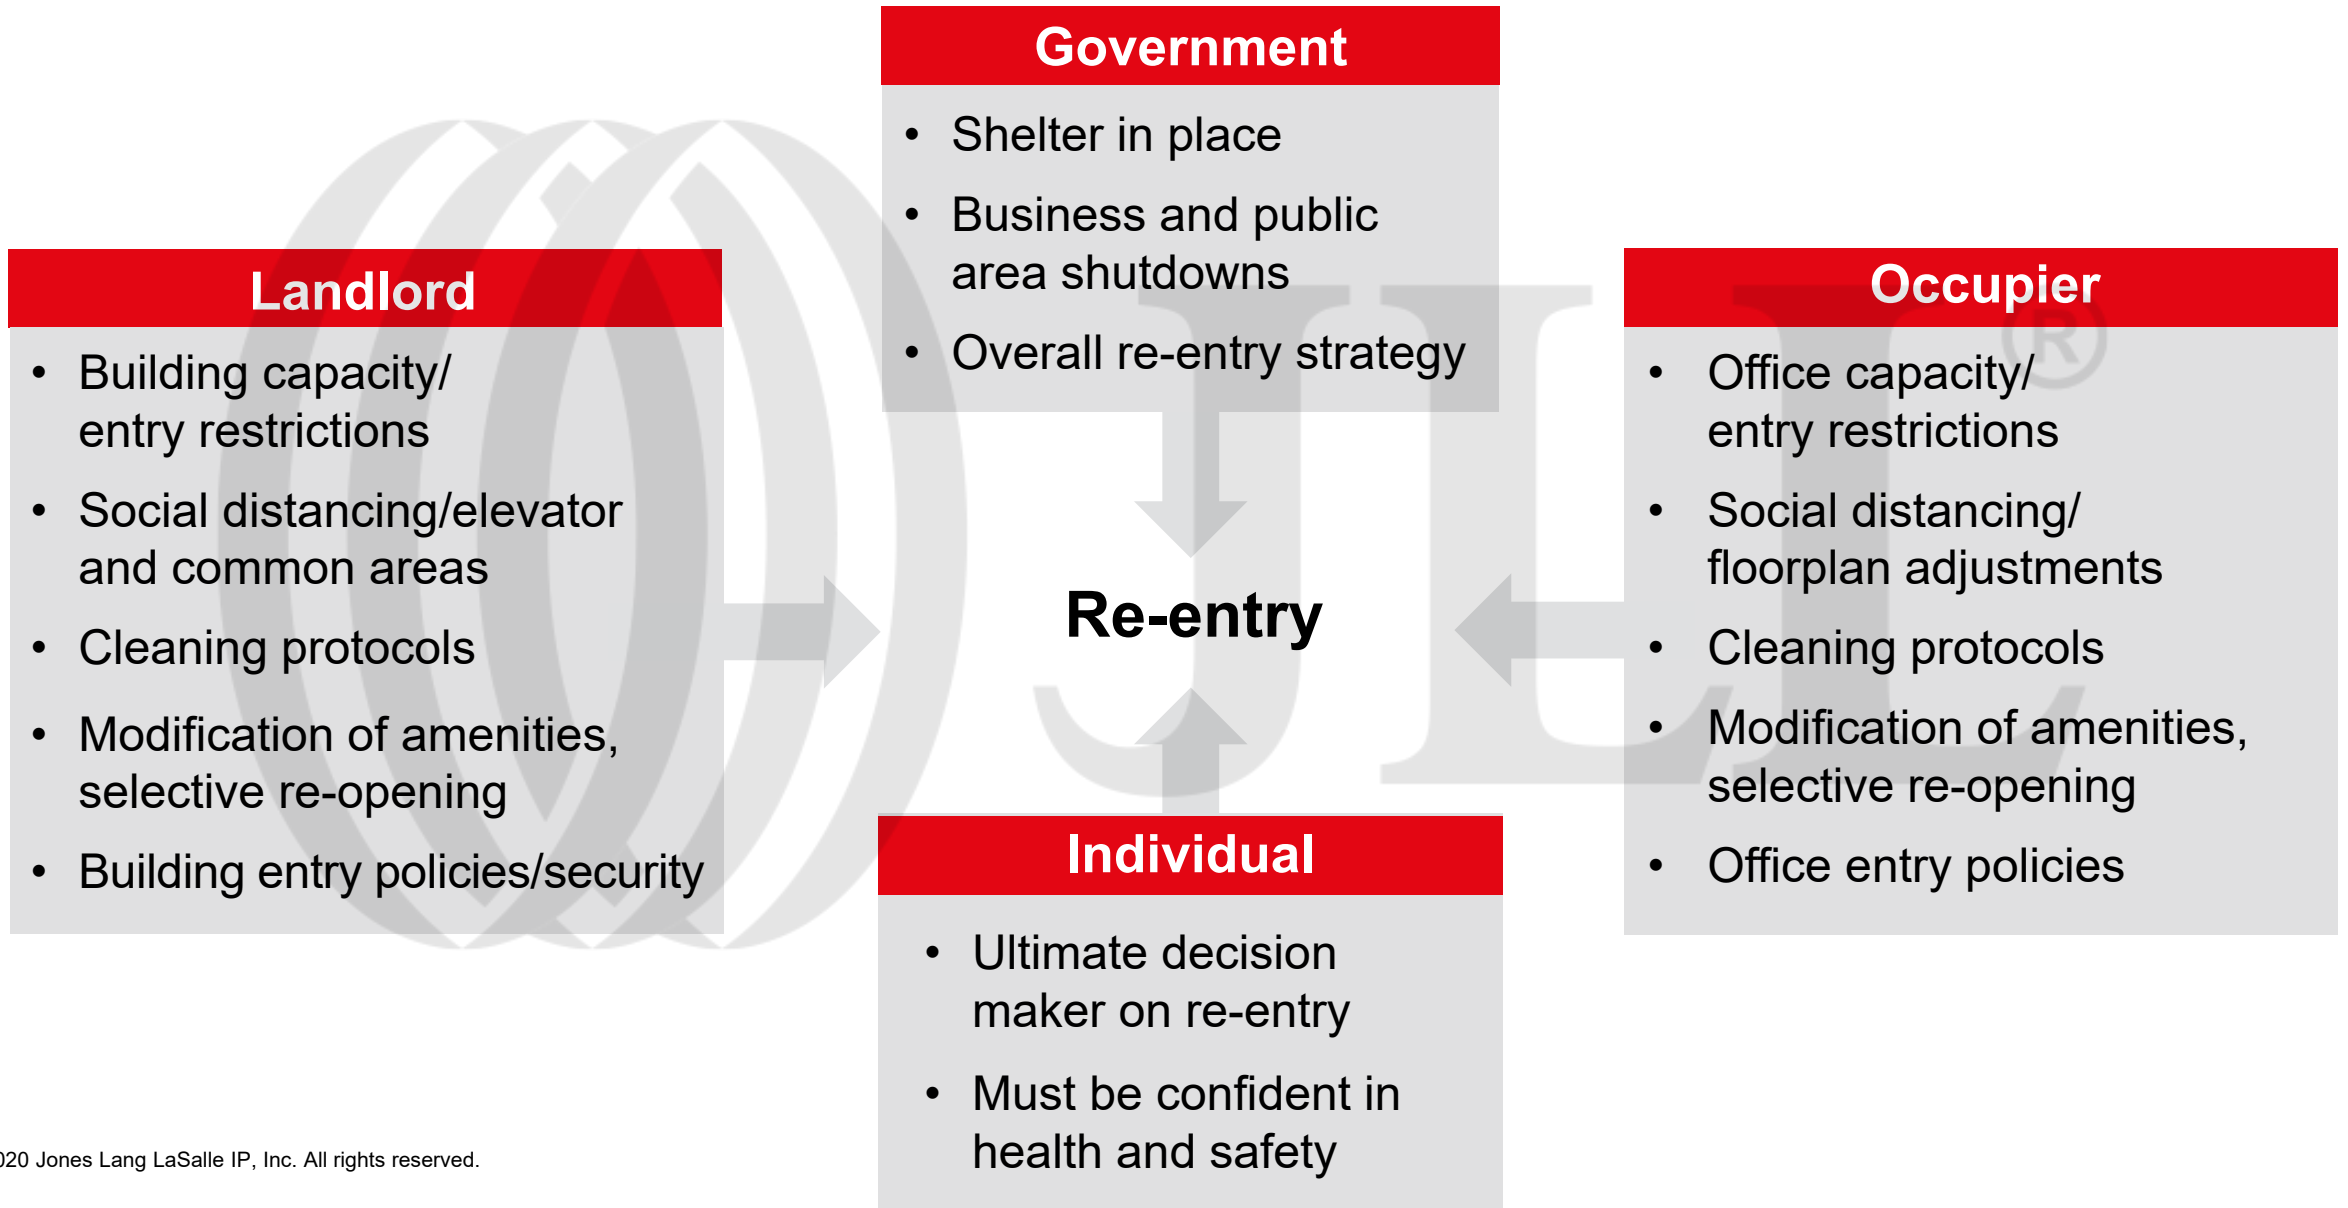 Government
• Shelter in place
• Business and public
area shutdowns
• Overall re-entry strategy
Landlord
• Building capacity/
entry restrictions
• Social distancing/elevator
and common areas
• Cleaning protocols
• Modification of amenities,
selective re-opening
• Building entry policies/security
Re-entry
Occupier
• Office capacity/
entry restrictions
• Social distancing/
floorplan adjustments
• Cleaning protocols
• Modification of amenities,
selective re-opening
• Office entry policies
Individual
• Ultimate decision
maker on re-entry
• Must be confident in
health and safety
JLL®
020 Jones Lang LaSalle IP, Inc. All rights reserved.